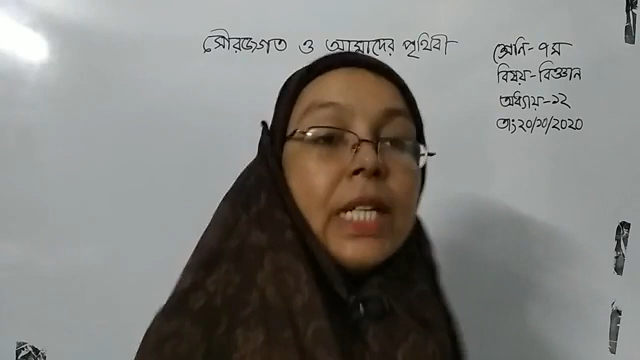 সৌরজগত ও আমাদের পৃথিবী
শ্রেনি-৭ম
বিষয়-বিজ্ঞান
অধ্যায়-১২
তাং২০/১০/২০২০